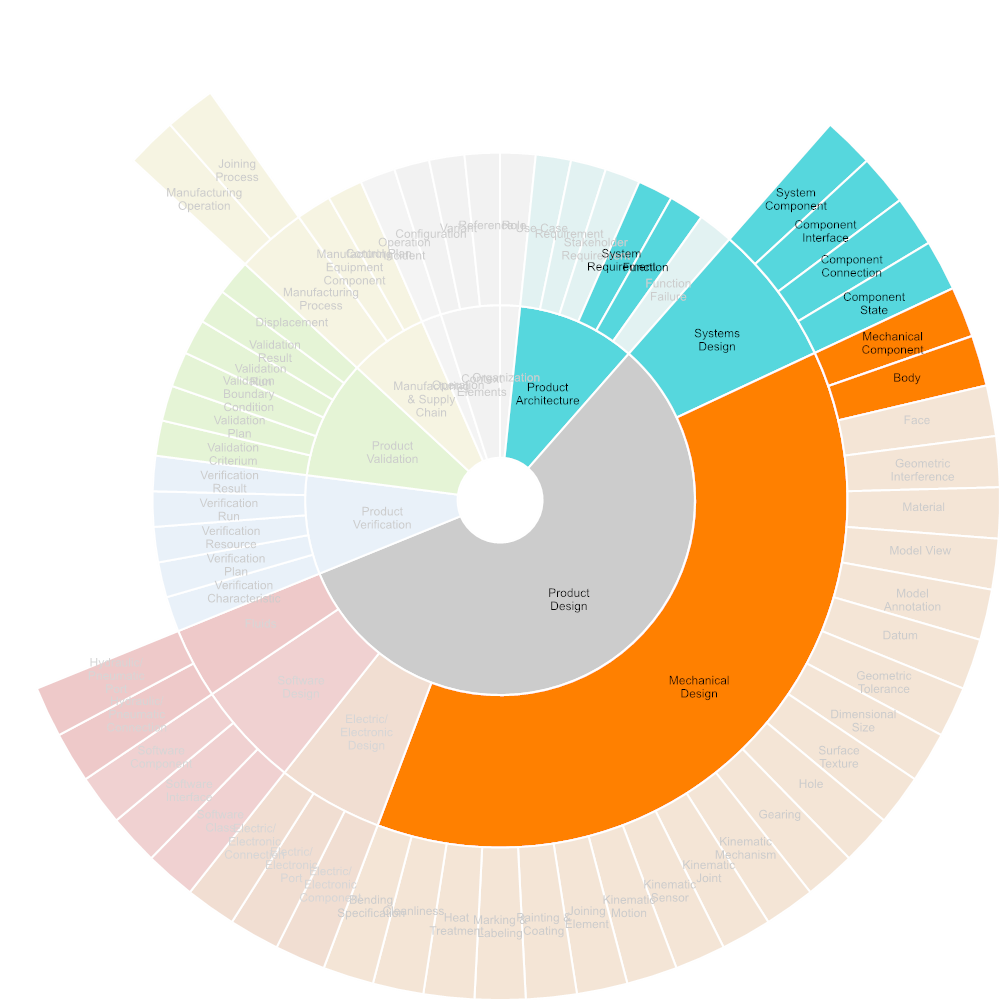 Product
Architecture
System
Function
Systems
Design
System
Component
Component
Interface
Component
Connection
Component
State
Mechanical
Component
Body
Mechanical
Design
Product
Design
Face
Geometric
Interference
Material
Model View
Model
Annotation
Datum
Geometric
Tolerance
Dimensional
Size
Surface
Texture
Hole
Gearing
Kinematic
Mechanism
Kinematic
Joint
Kinematic
Sensor
Kinematic
Motion
Joining
Element
Painting &
Coating
Marking &
Labeling
Heat
Treatment
Cleanliness
Bending
Specification
Electric/
Electronic
Component
Electric/
Electronic
Port
Electric/
Electronic
Connection
Electric/
Electronic
Design
Verification
Characteristic
Verification
Plan
Verification
Resource
Verification
Run
Verification
Result
Product
Verification
Validation
Criterion
Validation
Plan
Validation
Boundary
Condition
Validation
Validation
Result
Displacement
Product
Validation
Manufacturing
Process
Manufacturing
Operation
Joining
Process
Equipment
Component
Manufacturing
& Supply
Chain
Operation
Configuration
Variant
Reference
Role
Use Case
Requirement
Stakeholder
Function
Failure
Organization
Elements